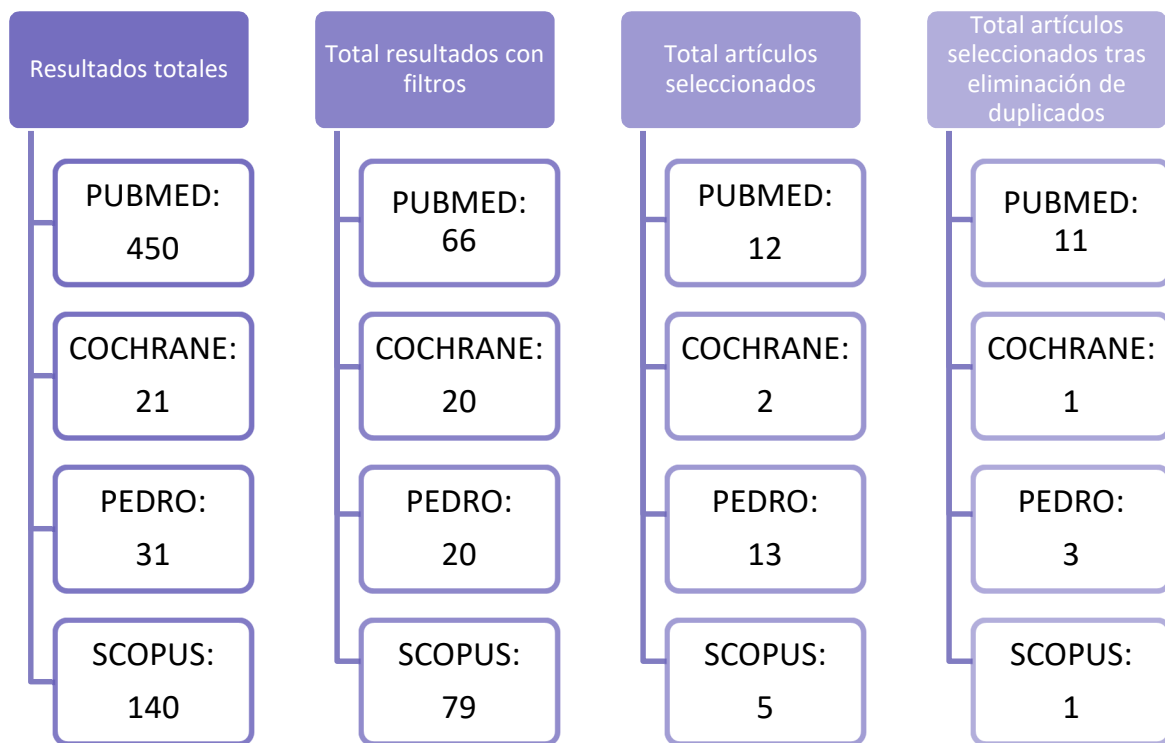 Resultados totales
PUBMED:
450
COCHRANE:
21
PEDRO:
31
SCOPUS:
140
Total resultados con
filtros
PUBMED:
66
COCHRANE:
20
PEDRO:
20
SCOPUS:
79
Total artículos
seleccionados
PUBMED:
12
COCHRANE:
2
PEDRO:
13
SCOPUS:
5
Total artículos
seleccionados tras
eliminación de
duplicados
PUBMED:
11
COCHRANE:
1
PEDRO:
3
SCOPUS:
1